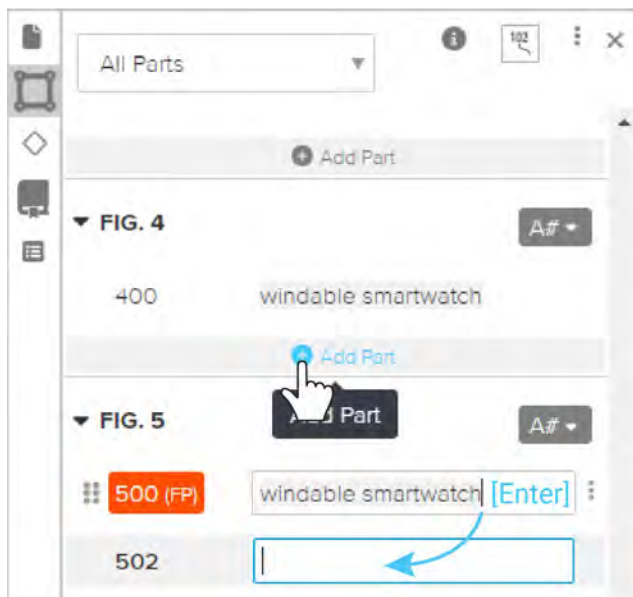 102
All Parts
Add Part
FIG. 4
A#
400 windable smartwatch
Add Part
Add Part
FIG. 5
A#
500 (FP) windable smartwatch [Enter]
502